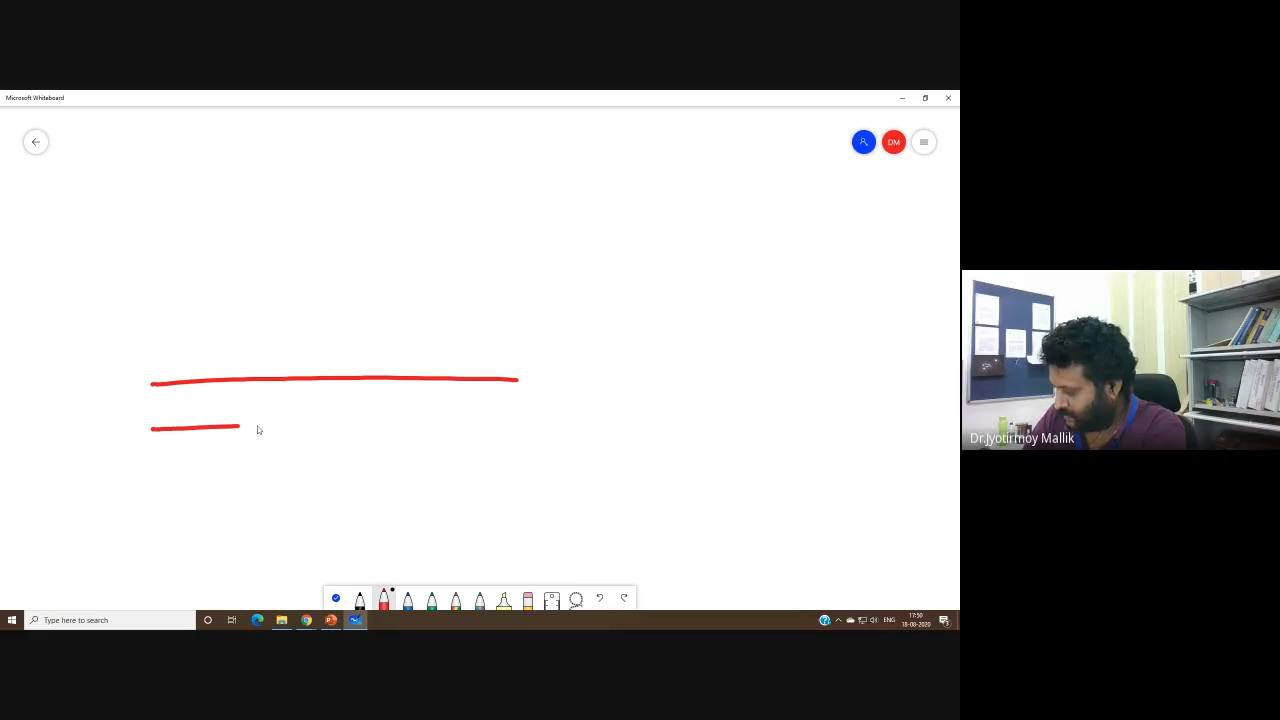 Microsoft Whiteboard
DM
Dr.Jyotirmoy Mallik
Type here to search
ENG
17:50
18-08-2020